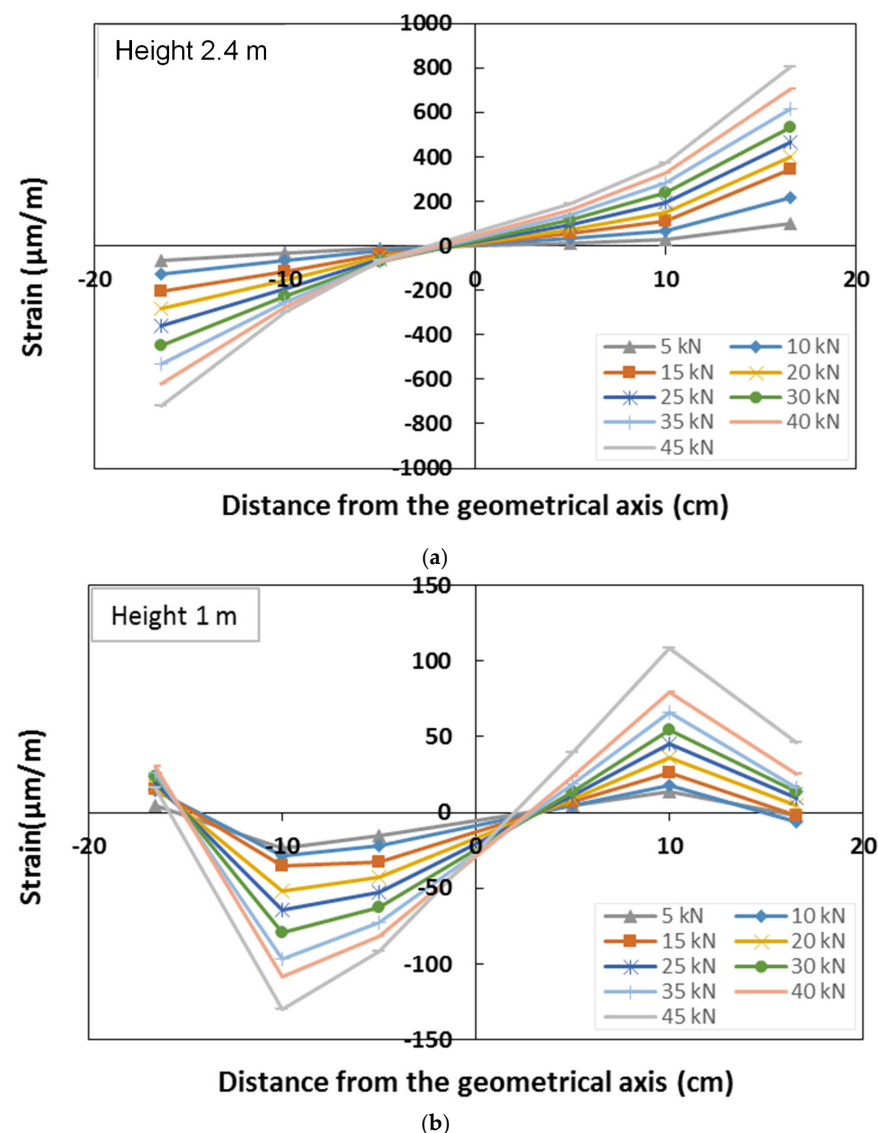 Height 2.4 m
1000
800
600
400
200
0
-200
-400
-600
-800
-1000
-20
-10
0
10
20
Strain (µm/m)
5 kN
10 kN
15 kN
20 kN
25 kN
30 kN
35 kN
40 kN
45 kN
Distance from the geometrical axis (cm)
(a)
Height 1 m
150
100
50
0
-50
-100
-150
-20
-10
0
10
20
Strain(µm/m)
5 kN
10 kN
15 kN
20 kN
25 kN
30 kN
35 kN
40 kN
45 kN
Distance from the geometrical axis (cm)
(b)